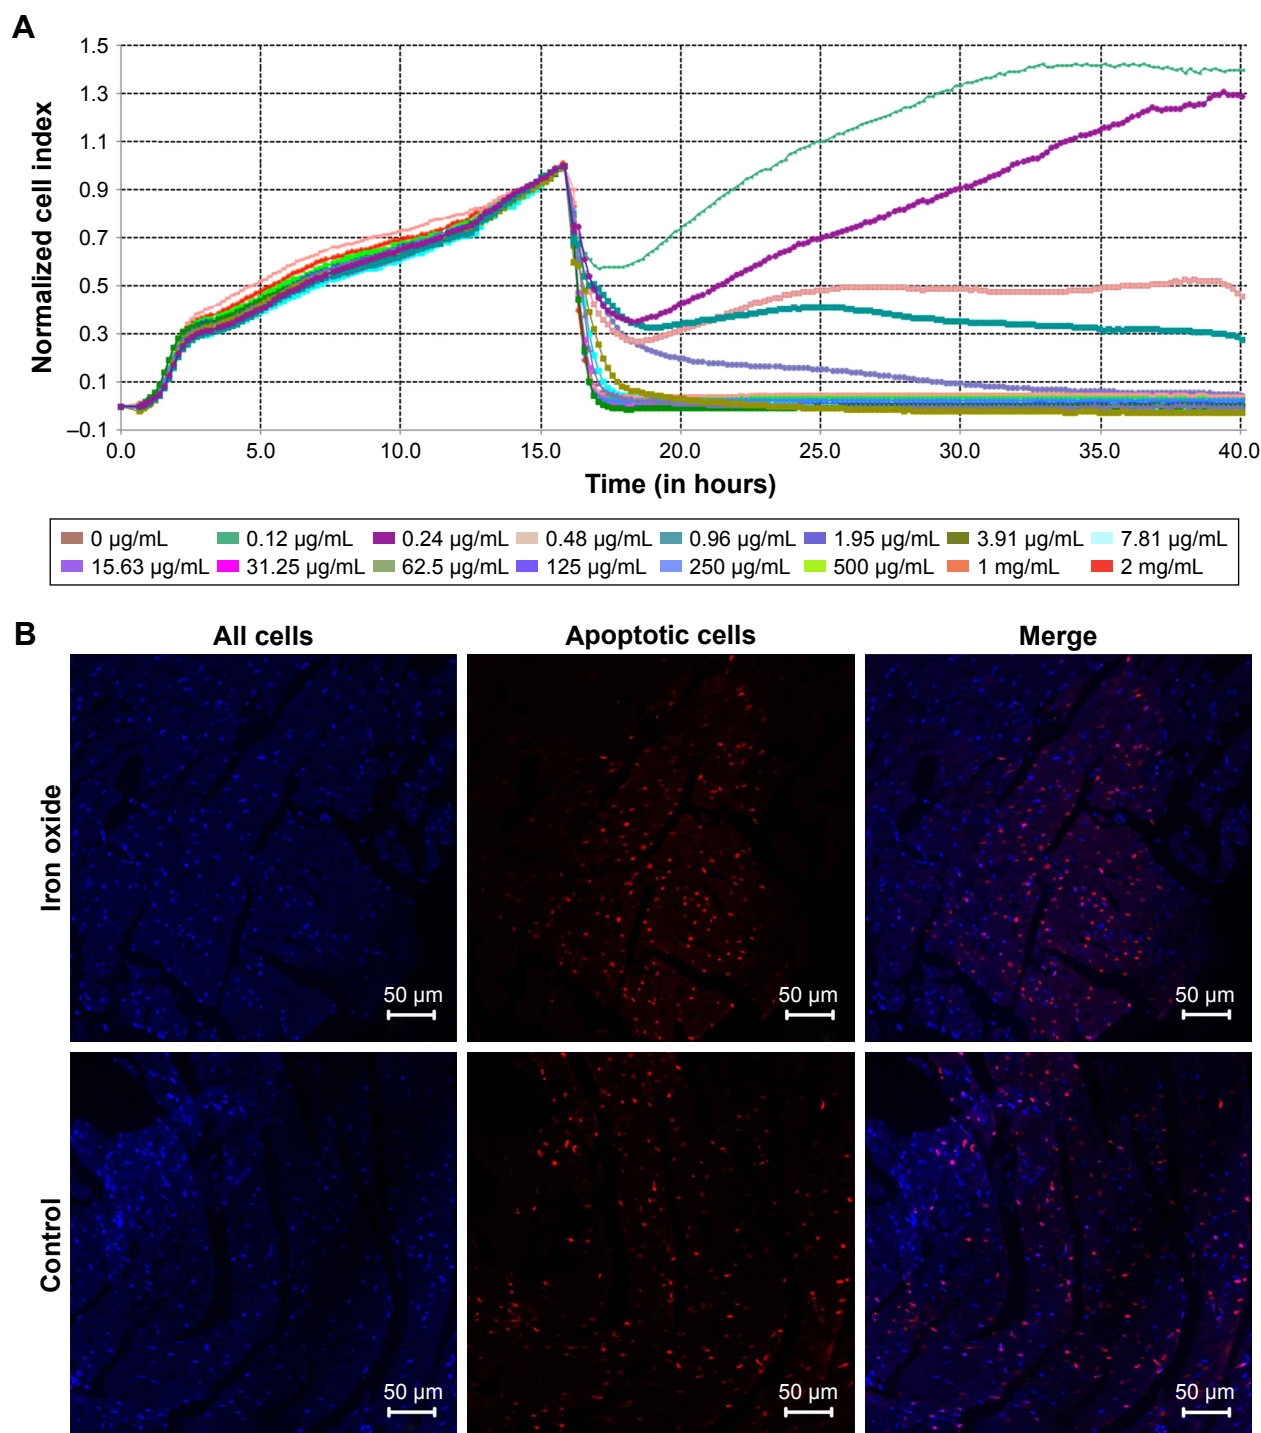 A
1.5
1.3
1.1
0.9
0.7
0.5
0.3
0.1
–0.1
Normalized cell index
0.0 5.0 10.0 15.0 20.0 25.0 30.0 35.0 40.0
Time (in hours)
0 µg/mL 0.12 µg/mL 0.24 µg/mL 0.48 µg/mL 0.96 µg/mL 1.95 µg/mL 3.91 µg/mL 7.81 µg/mL
15.63 µg/mL 31.25 µg/mL 62.5 µg/mL 125 µg/mL 250 µg/mL 500 µg/mL 1 mg/mL 2 mg/mL
B
All cells Apoptotic cells Merge
Iron oxide
50 µm 50 µm 50 µm
Control
50 µm 50 µm 50 µm